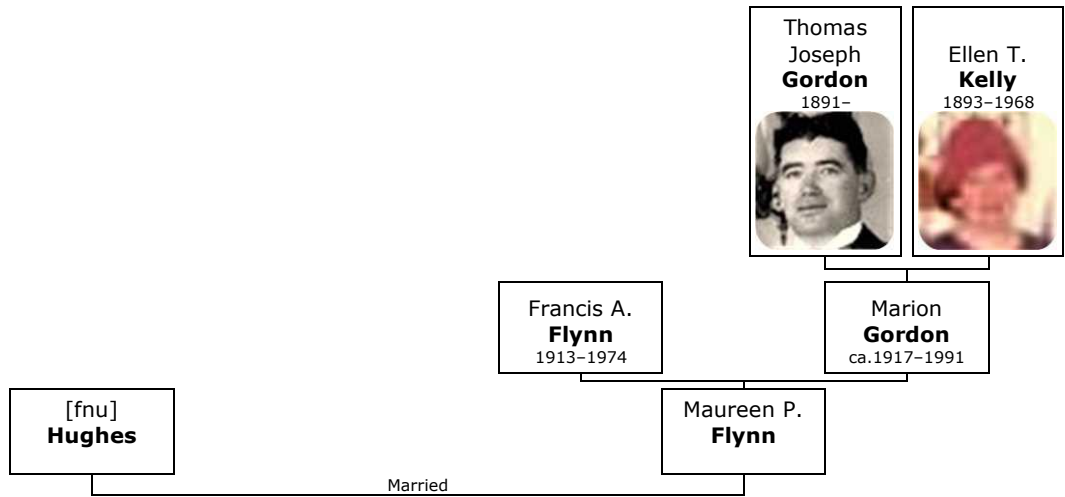 Thomas
Joseph
Gordon
1891–
Ellen T.
Kelly
1893–1968
Francis A.
Flynn
1913–1974
Marion
Gordon
ca.1917–1991
[fnu]
Hughes
Maureen P.
Flynn
Married